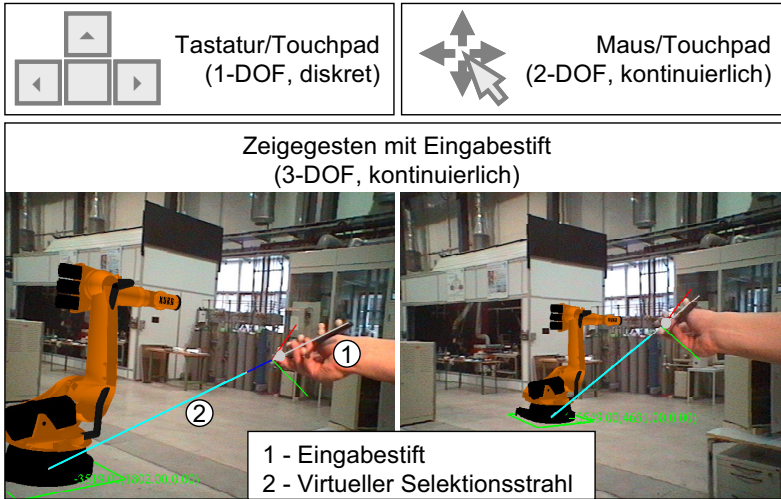 Tastatur/Touchpad
(1-DOF, diskret)
Maus/Touchpad
(2-DOF, kontinuierlich)
Zeigegesten mit Eingabestift
(3-DOF, kontinuierlich)
1
2
1 - Eingabestift
2 - Virtueller Selektionsstrahl